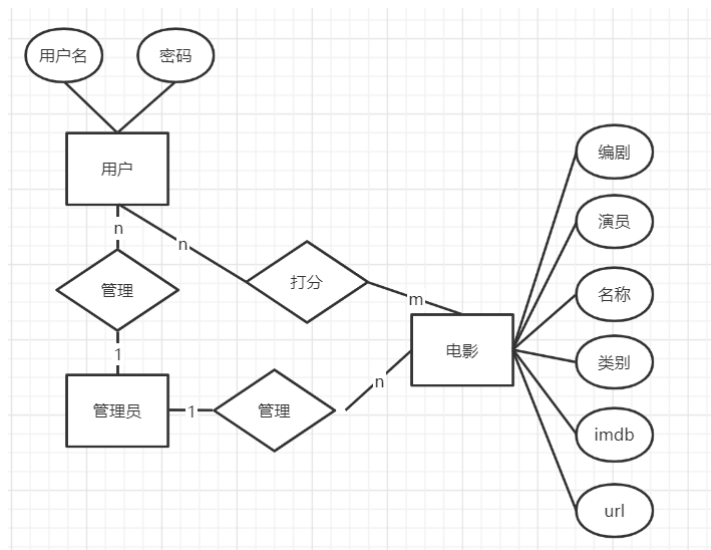 用户名
密码
用户
n
n
管理
打分
m
1
管理员
1
管理
n
电影
编剧
演员
名称
类别
imdb
url